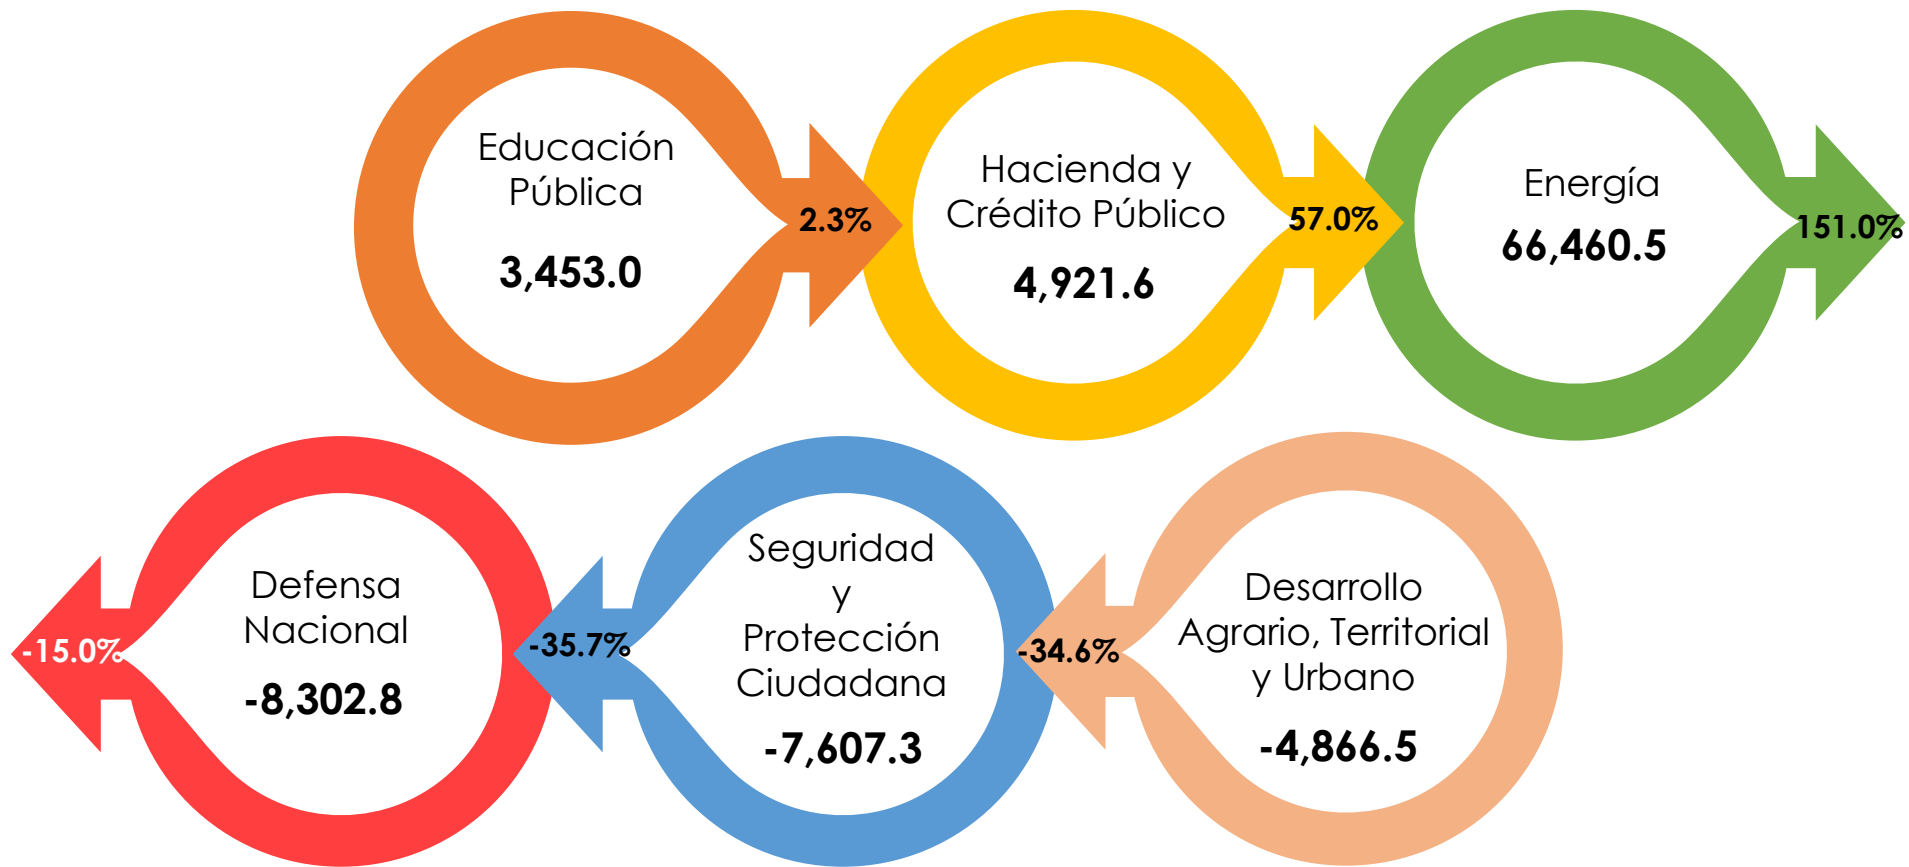 Educación
Pública
3,453.0
2.3%
Hacienda y
Crédito Público
4,921.6
57.0%
Energía
66,460.5
151.0%
Defensa
Nacional
-8,302.8
-15.0%
Seguridad
y
Protección
Ciudadana
-7,607.3
-35.7%
Desarrollo
Agrario, Territorial
y Urbano
-4,866.5
-34.6%